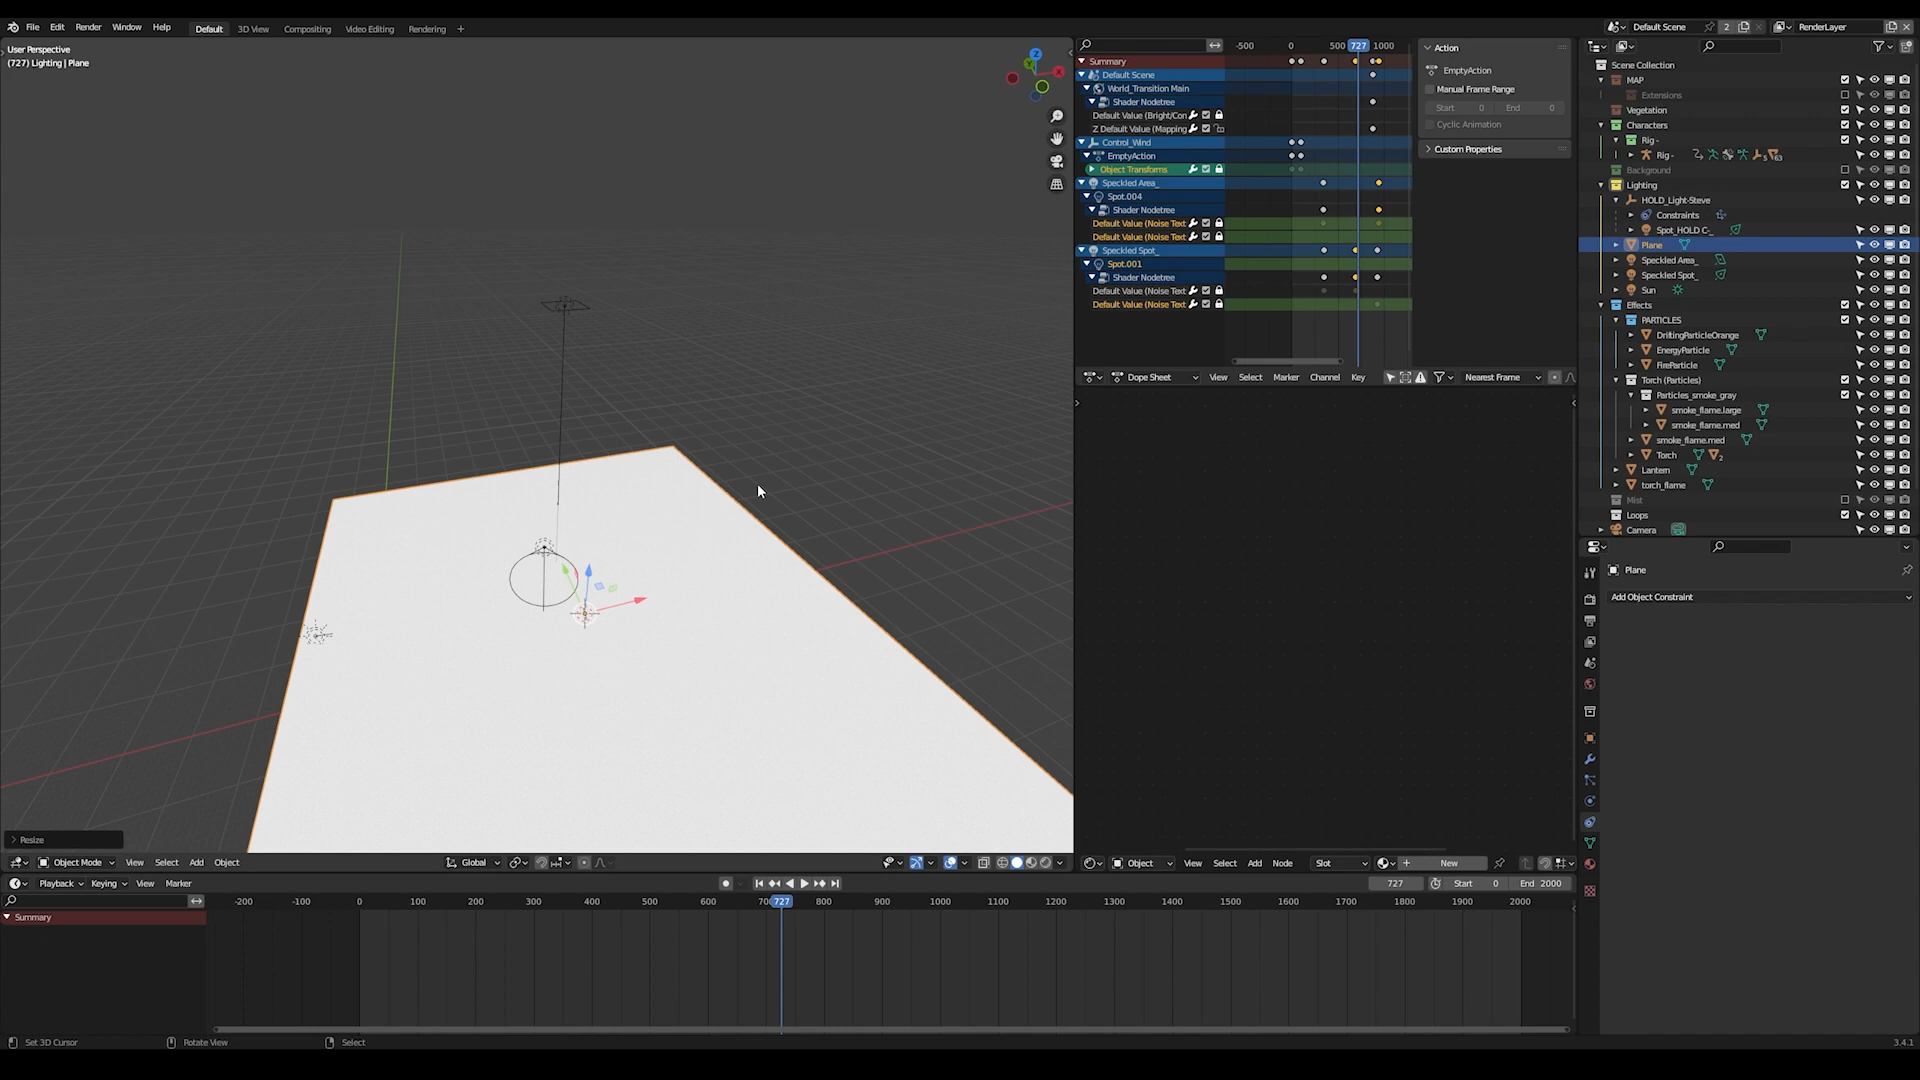 File Edit Render Window Help Default 3D View Compositing Video Editing Rendering + Default Scene 2 RenderLayer
User Perspective
(727) Lighting | Plane
Resize
Object Mode View Select Add Object Global
-500 0 500 727 1000
Summary
Default Scene
World_Transition Main
Shader Nodetree
Default Value (Bright/Con
Z Default Value (Mapping
Control_Wind
EmptyAction
Object Transforms
Speckled Area_
Spot.004
Shader Nodetree
Default Value (Noise Text
Default Value (Noise Text
Speckled Spot_
Spot.001
Shader Nodetree
Default Value (Noise Text
Default Value (Noise Text
Action
EmptyAction
Manual Frame Range
Start 0 End 0
Cyclic Animation
Custom Properties
Dope Sheet View Select Marker Channel Key Nearest Frame
Object View Select Add Node Slot New
Scene Collection
MAP
Extensions
Vegetation
Characters
Rig -
Rig - 5 63
Background
Lighting
HOLD_Light-Steve
Constraints
Spot_HOLD C-_
Plane
Speckled Area_
Speckled Spot_
Sun
Effects
PARTICLES
DriftingParticleOrange
EnergyParticle
FireParticle
Torch (Particles)
Particles_smoke_gray
smoke_flame.large
smoke_flame.med
smoke_flame.med
Torch 2
Lantern
torch_flame
Mist
Loops
Camera
Plane
Add Object Constraint
Playback Keying View Marker 727 Start 0 End 2000
-200 -100 0 100 200 300 400 500 600 700 727 800 900 1000 1100 1200 1300 1400 1500 1600 1700 1800 1900 2000
Summary
Set 3D Cursor Rotate View Select 3.4.1